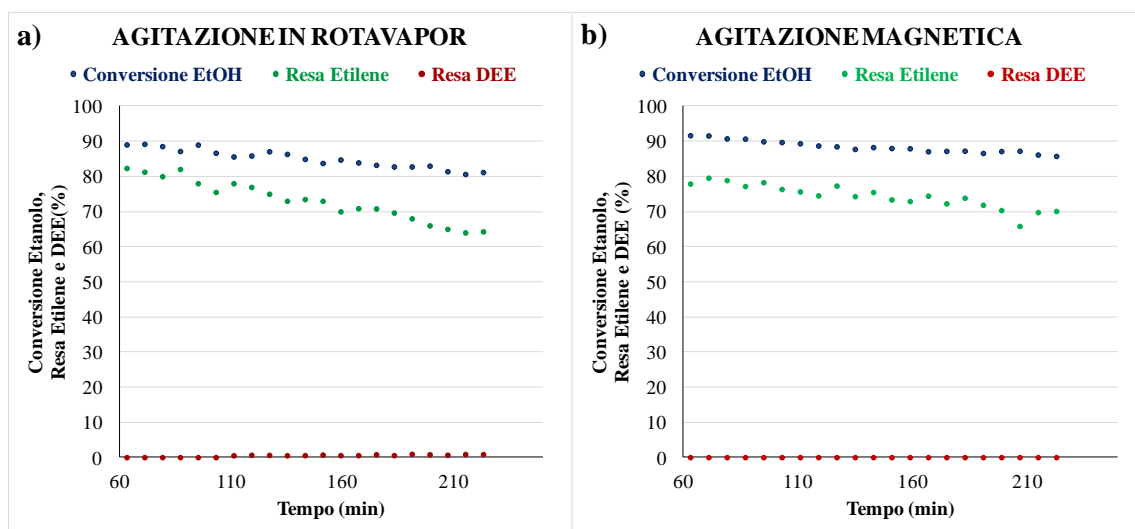 a) AGITAZIONE IN ROTAVAPOR
• Conversione EtOH • Resa Etilene • Resa DEE
Conversione Etanolo,
Resa Etilene e DEE(%)
100
90
80
70
60
50
40
30
20
10
0
60 110 160 210
Tempo (min)
b) AGITAZIONE MAGNETICA
• Conversione EtOH • Resa Etilene • Resa DEE
Conversione Etanolo,
Resa Etilene e DEE (%)
100
90
80
70
60
50
40
30
20
10
0
60 110 160 210
Tempo (min)